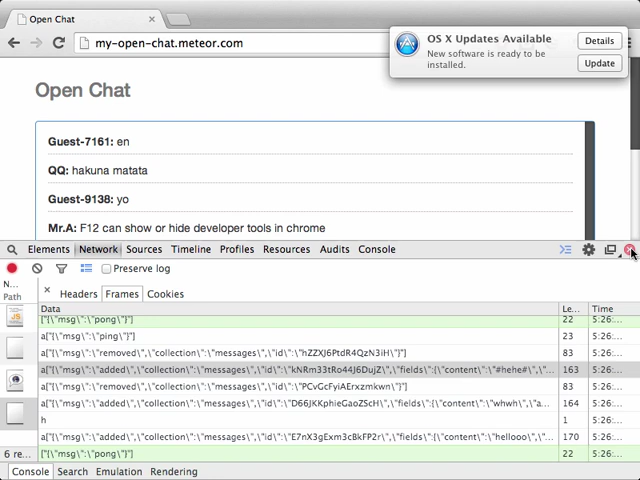 Open Chat
my-open-chat.meteor.com
OS X Updates Available
New software is ready to be
installed.
Details
Update
Open Chat
Guest-7161: en
QQ: hakuna matata
Guest-9138: yo
Mr.A: F12 can show or hide developer tools in chrome
Elements Network Sources Timeline Profiles Resources Audits Console
Preserve log
N...
Path
Headers Frames Cookies
Data Le... Time
["{\"msg\":\"pong\"}"] 22 5:26:...
a["{\"msg\":\"ping\"}"] 23 5:26:...
a["{\"msg\":\"removed\",\"collection\":\"messages\",\"id\":\"hZZXJ6PtdR4QzN3iH\"}"] 83 5:26:...
a["{\"msg\":\"added\",\"collection\":\"messages\",\"id\":\"kNRm33tRo44J6DujZ\",\"fields\":{\"content\":\"#hehe#\",\"... 163 5:26:...
a["{\"msg\":\"removed\",\"collection\":\"messages\",\"id\":\"PCvGcFyiAErxzmkwn\"}"] 83 5:26:...
a["{\"msg\":\"added\",\"collection\":\"messages\",\"id\":\"D66JKKphieGaoZScH\",\"fields\":{\"content\":\"whwh\",\"a... 164 5:26:...
h 1 5:26:...
a["{\"msg\":\"added\",\"collection\":\"messages\",\"id\":\"E7nX3gExm3cBkFP2r\",\"fields\":{\"content\":\"hellooo\",\"... 170 5:26:...
6 re... ["{\"msg\":\"pong\"}"] 22 5:26:...
Console Search Emulation Rendering